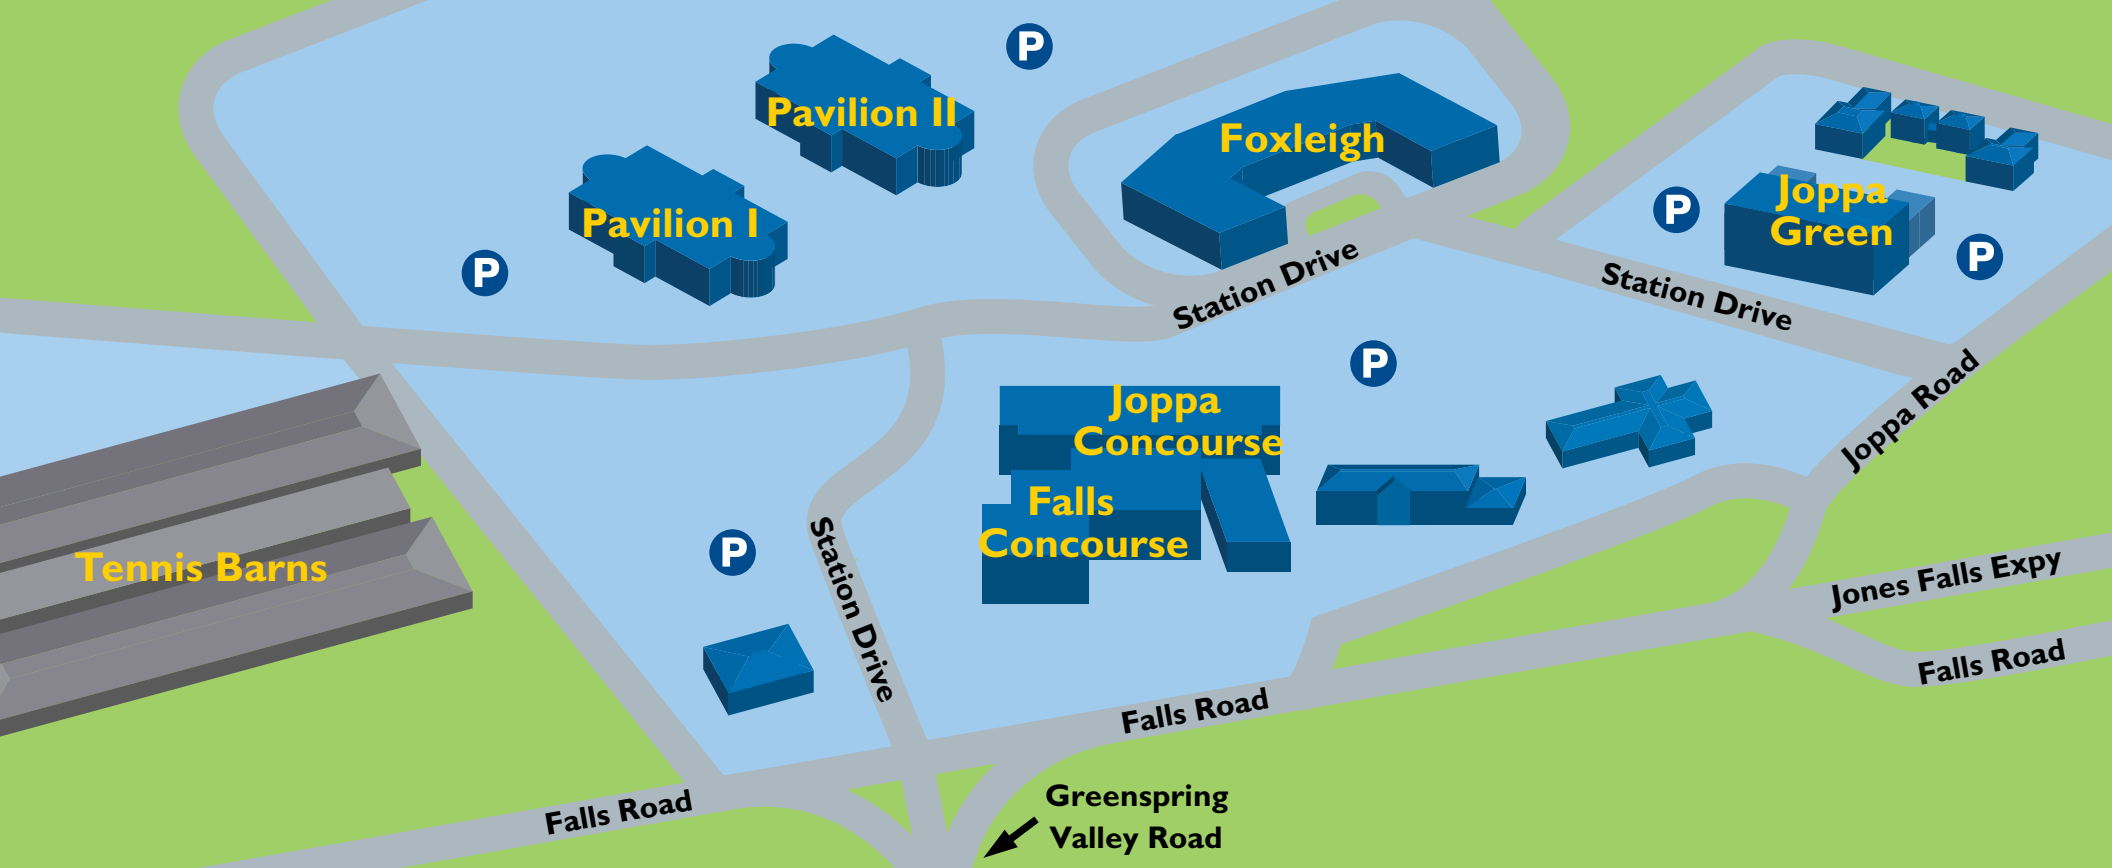 P
Pavilion II
Foxleigh
Pavilion I
P
P
Joppa
Green
P
Station Drive
Station Drive
P
Joppa Road
Joppa
Concourse
Falls
Concourse
P
Tennis Barns
Station Drive
Jones Falls Expy
Falls Road
Falls Road
Falls Road
Greenspring
Valley Road